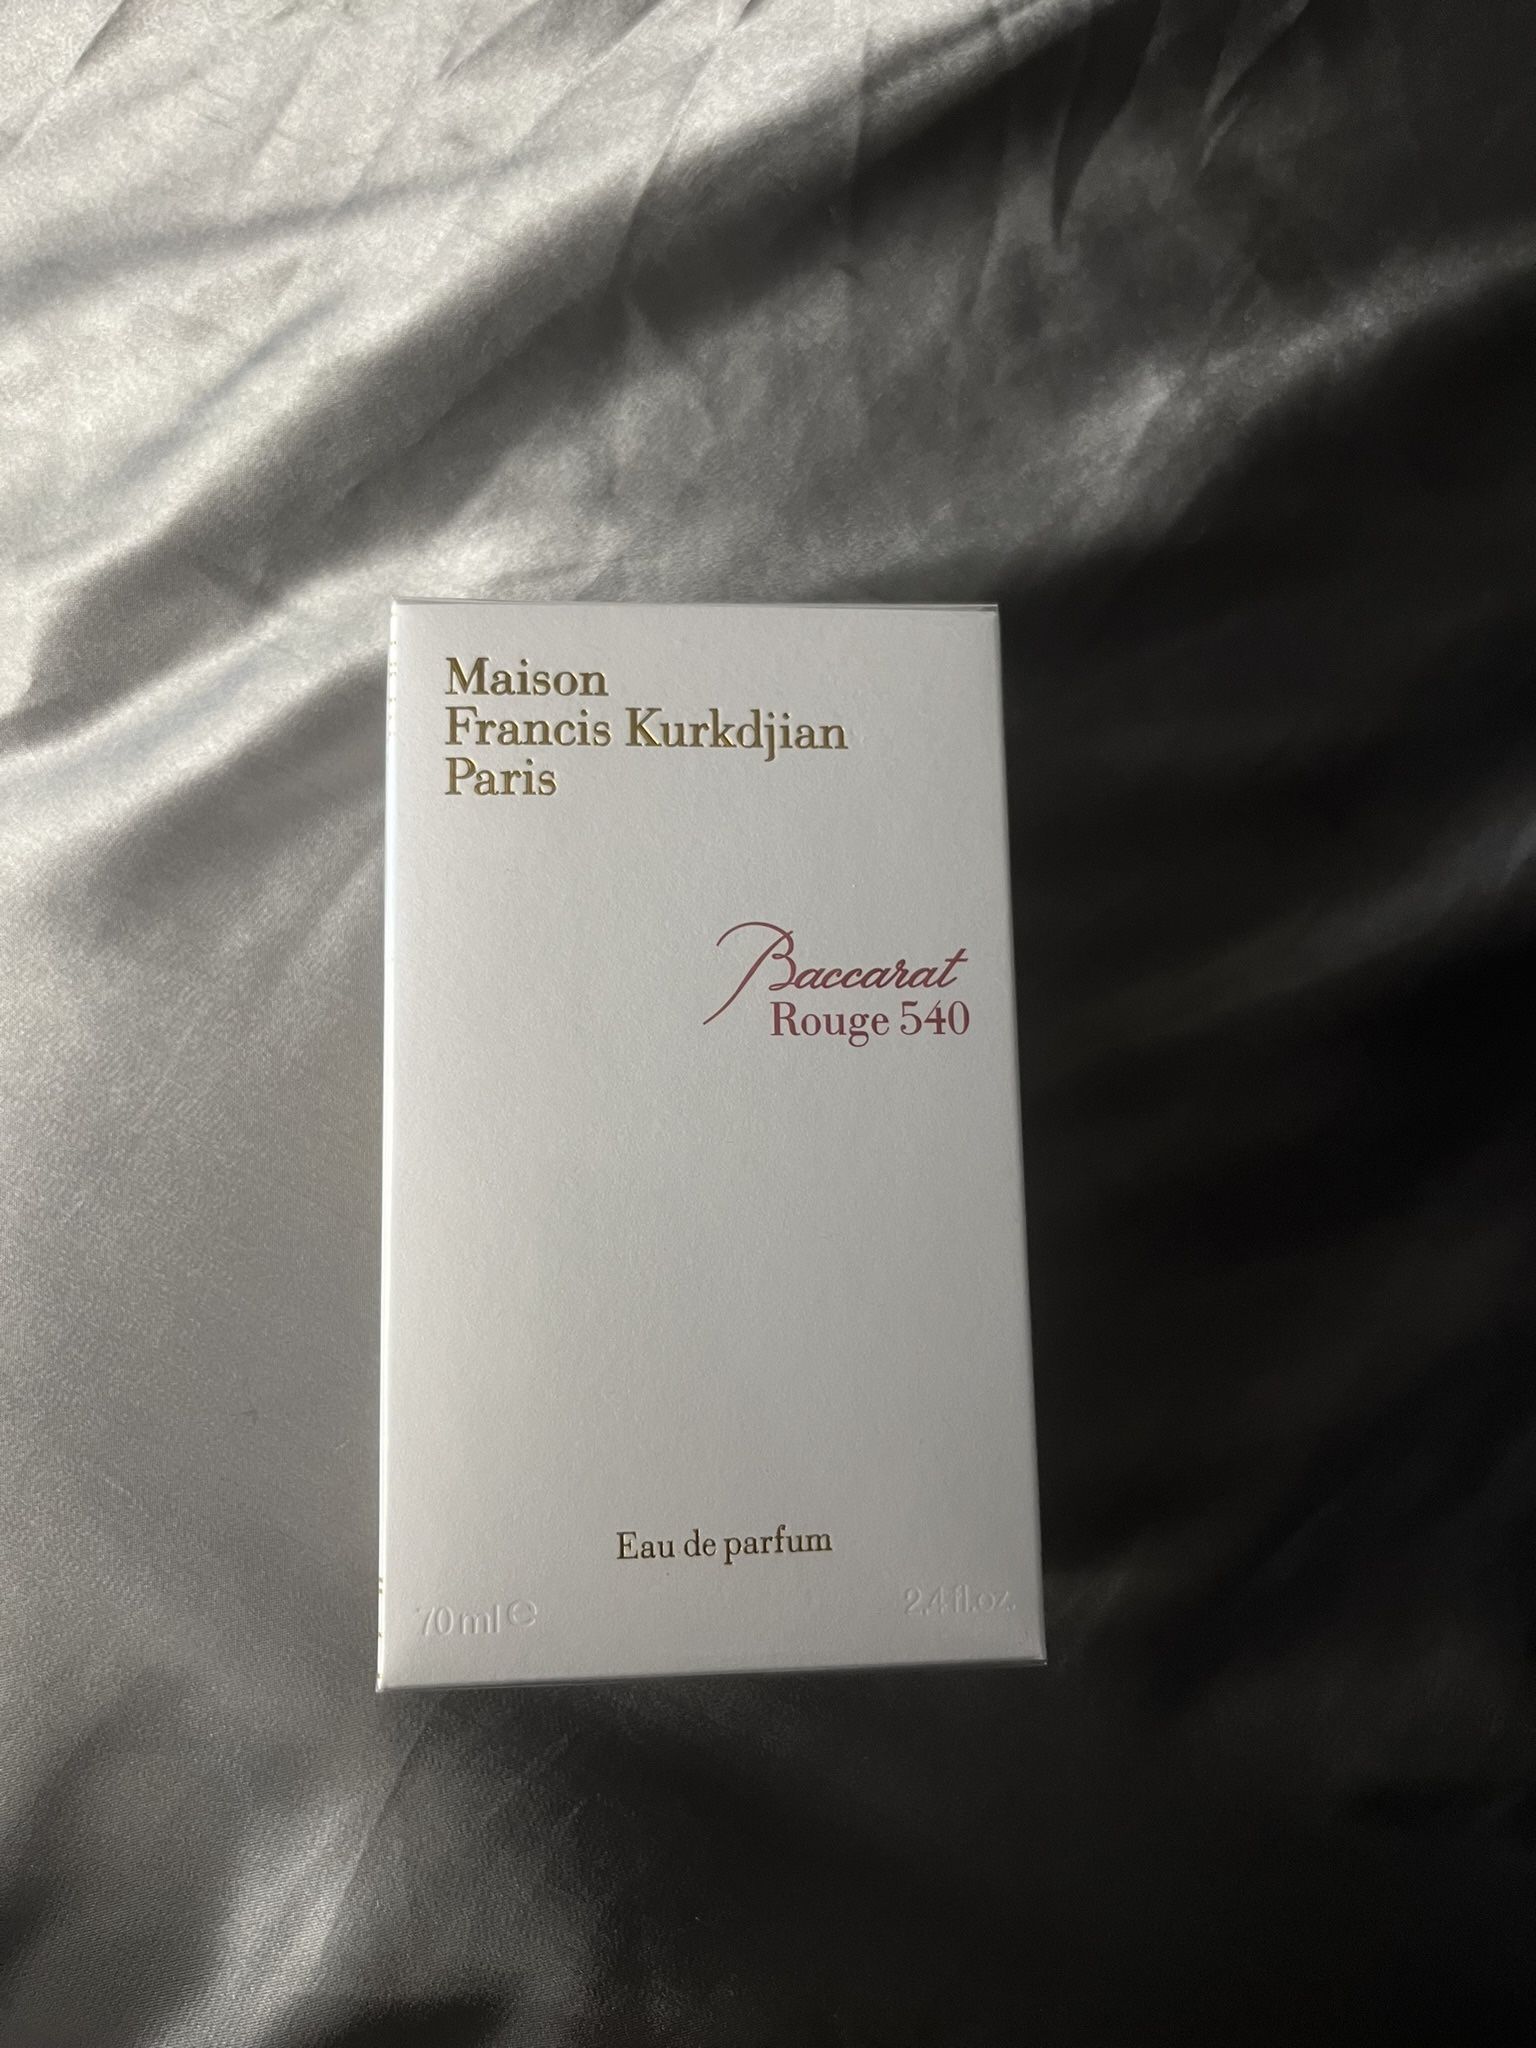 Maison
Francis Kurkdjian
Paris
Baccarat
Rouge 540
Eau de parfum
70 ml ℮
2.4 fl.oz.